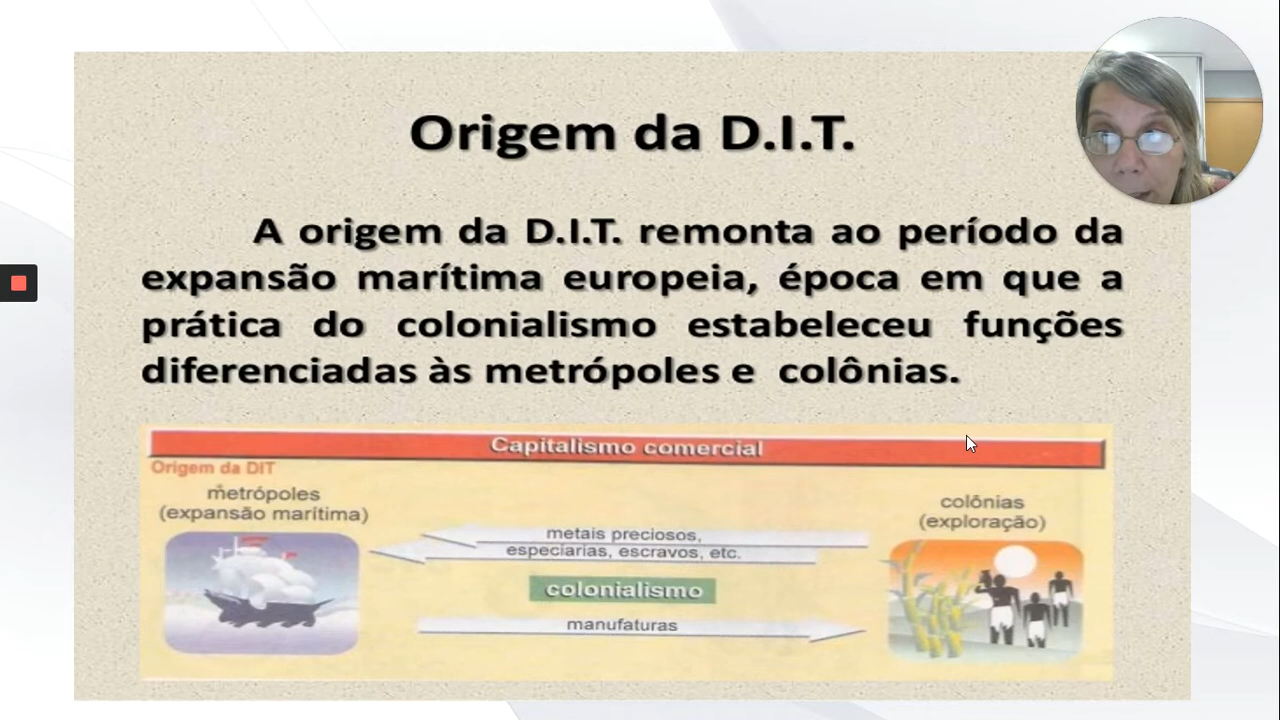 Origem da D.I.T.
A origem da D.I.T. remonta ao período da
expansão marítima europeia, época em que a
prática do colonialismo estabeleceu funções
diferenciadas às metrópoles e colônias.
Capitalismo comercial
Origem da DIT
metrópoles
(expansão marítima)
metais preciosos,
especiarias, escravos, etc.
colonialismo
manufaturas
colônias
(exploração)